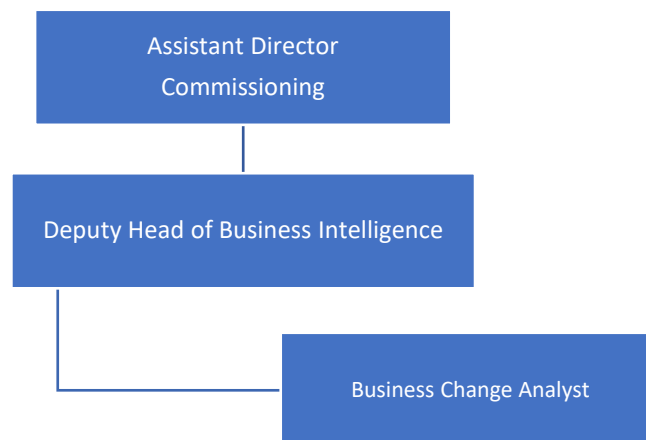 Assistant Director
Commissioning
Deputy Head of Business Intelligence
Business Change Analyst